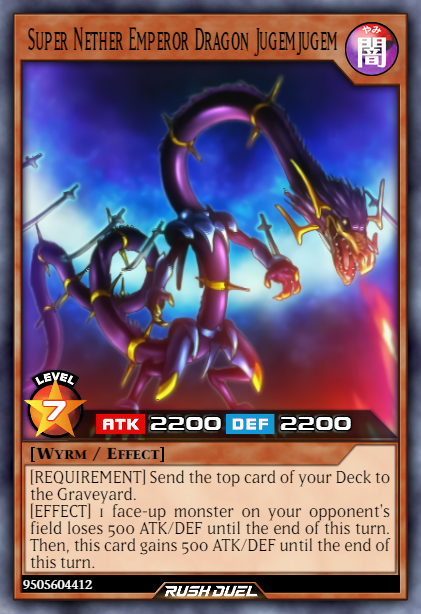 Super Nether Emperor Dragon Jugemjugem
やみ
闇
LEVEL
7
ATK 2200 DEF 2200
[Wyrm / Effect]
[REQUIREMENT] Send the top card of your Deck to
the Graveyard.
[EFFECT] 1 face-up monster on your opponent's
field loses 500 ATK/DEF until the end of this turn.
Then, this card gains 500 ATK/DEF until the end of
this turn.
9505604412
RUSH DUEL